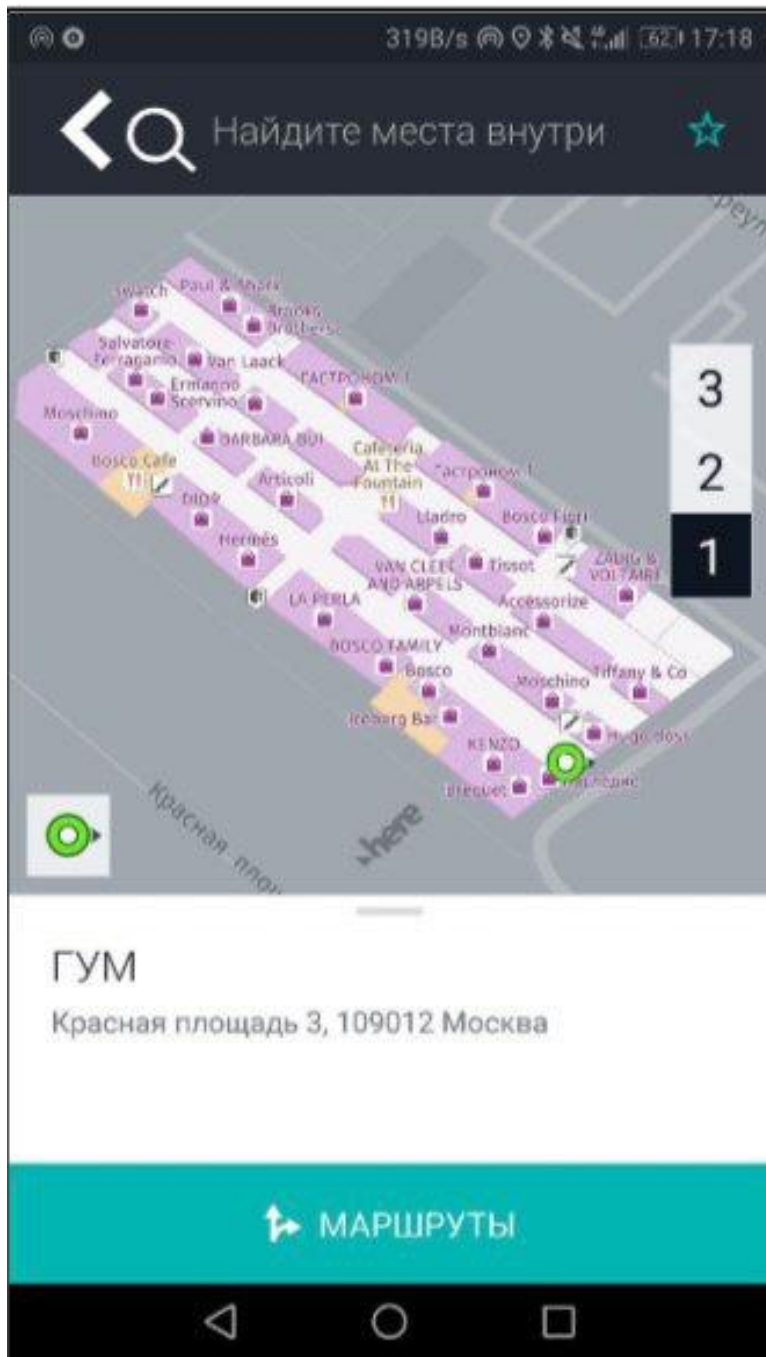 319B/s 62 17:18
Найдите места внутри
swatch
Paul & Shark
Brooks
Brothers
Salvatore
Ferragamo
Van Laack
Ermanno
Scervino
ГАСТРОНОМ 1
Moschino
BARBARA BUI
Bosco Cafe
Cafeteria
At The
Fountain
Articoli
Гастроном 1
DIOR
Lladro
Bosco Fiori
Hermès
VAN CLEEF
AND ARPELS
Tissot
ZADIG &
VOLTAIRE
LA PERLA
Accessorize
Montblanc
BOSCO FAMILY
Bosco
Moschino
Tiffany & Co
Iceberg Bar
Hugo Boss
KENZO
Breguet
Красная
here
3
2
1
ГУМ
Красная площадь 3, 109012 Москва
МАРШРУТЫ